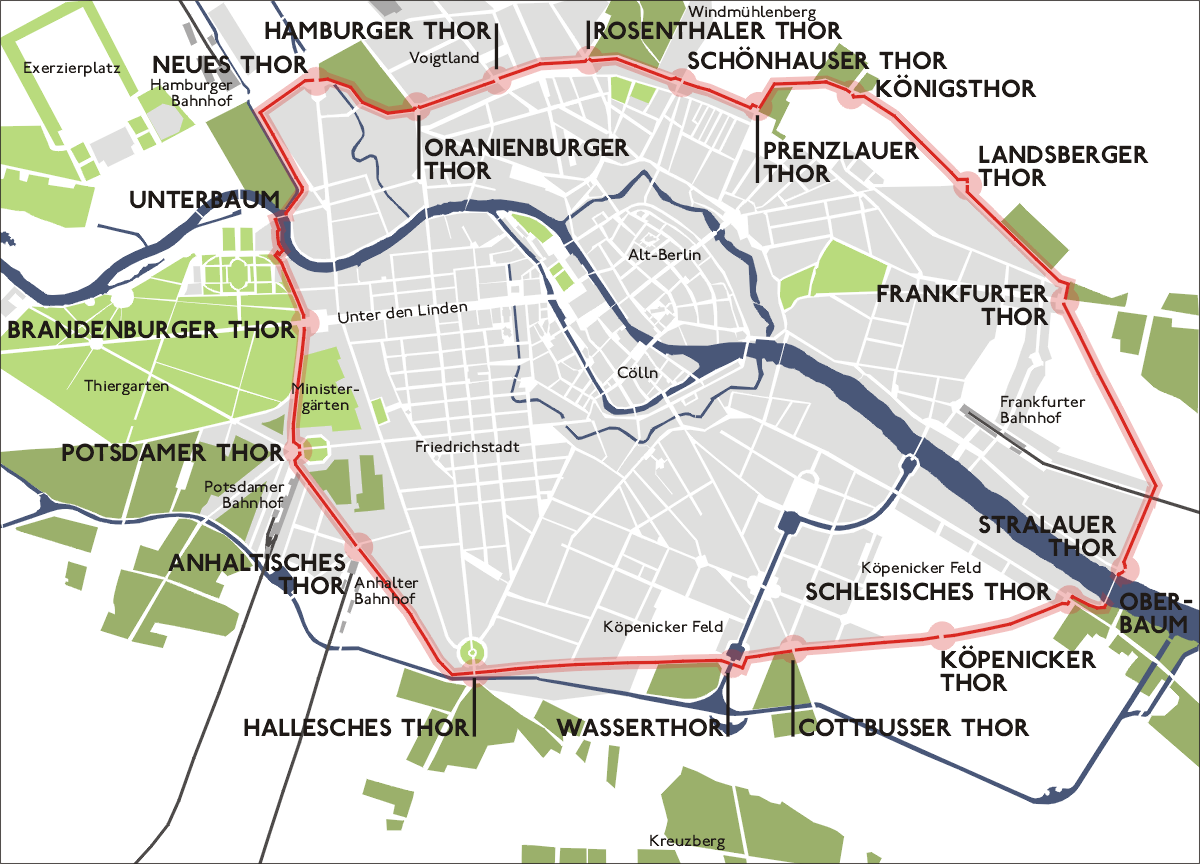 Windmühlenberg
HAMBURGER THOR
ROSENTHALER THOR
Exerzierplatz
NEUES THOR
Voigtland
SCHÖNHAUSER THOR
Hamburger
Bahnhof
KÖNIGSTHOR
ORANIENBURGER
THOR
PRENZLAUER
THOR
LANDSBERGER
THOR
UNTERBAUM
Alt-Berlin
FRANKFURTER
THOR
Unter den Linden
BRANDENBURGER THOR
Thiergarten
Minister-
gärten
Cölln
Frankfurter
Bahnhof
POTSDAMER THOR
Friedrichstadt
Potsdamer
Bahnhof
STRALAUER
THOR
ANHALTISCHES
THOR
Anhalter
Bahnhof
Köpenicker Feld
SCHLESISCHES THOR
OBER-
BAUM
Köpenicker Feld
KÖPENICKER
THOR
HALLESCHES THOR
WASSERTHOR
COTTBUSSER THOR
Kreuzberg